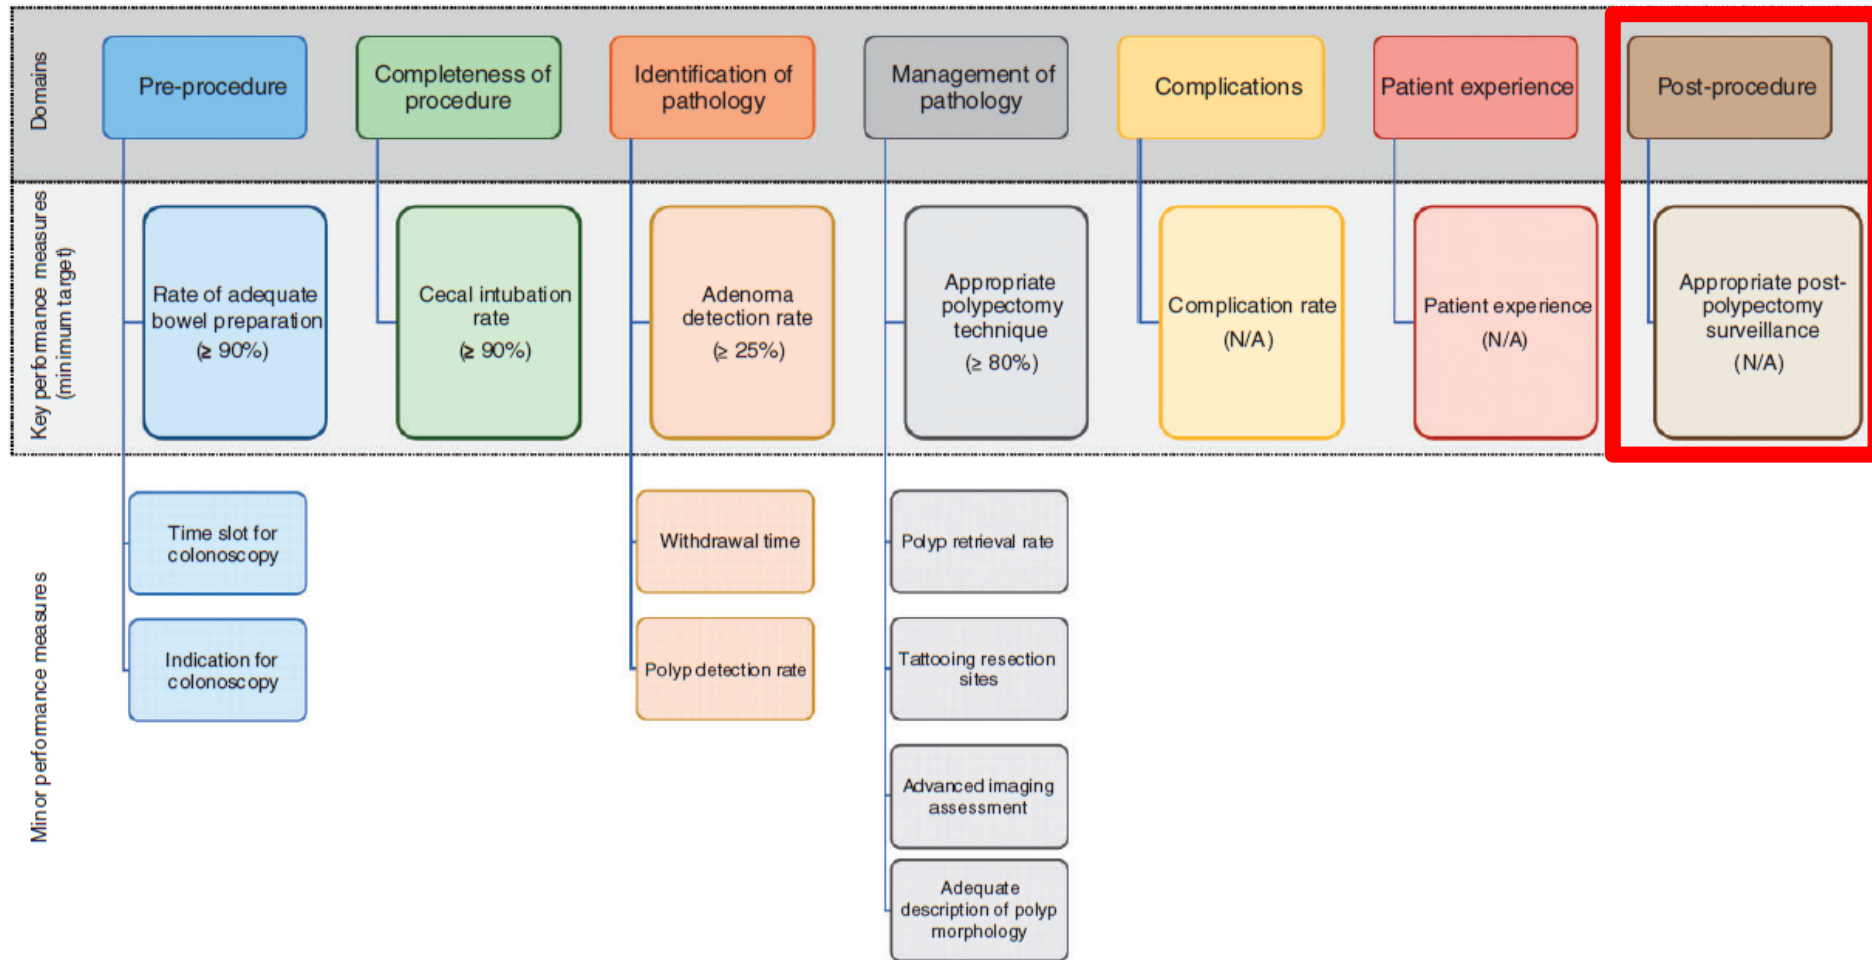 Domains
Pre-procedure
Completeness of
procedure
Identification of
pathology
Management of
pathology
Complications
Patient experience
Post-procedure
Key performance measures
(minimum target)
Rate of adequate
bowel preparation
(≥ 90%)
Cecal intubation
rate
(≥ 90%)
Adenoma
detection rate
(≥ 25%)
Appropriate
polypectomy
technique
(≥ 80%)
Complication rate
(N/A)
Patient experience
(N/A)
Appropriate post-
polypectomy
surveillance
(N/A)
Minor performance measures
Time slot for
colonoscopy
Withdrawal time
Polyp retrieval rate
Indication for
colonoscopy
Polyp detection rate
Tattooing resection
sites
Advanced imaging
assessment
Adequate
description of polyp
morphology